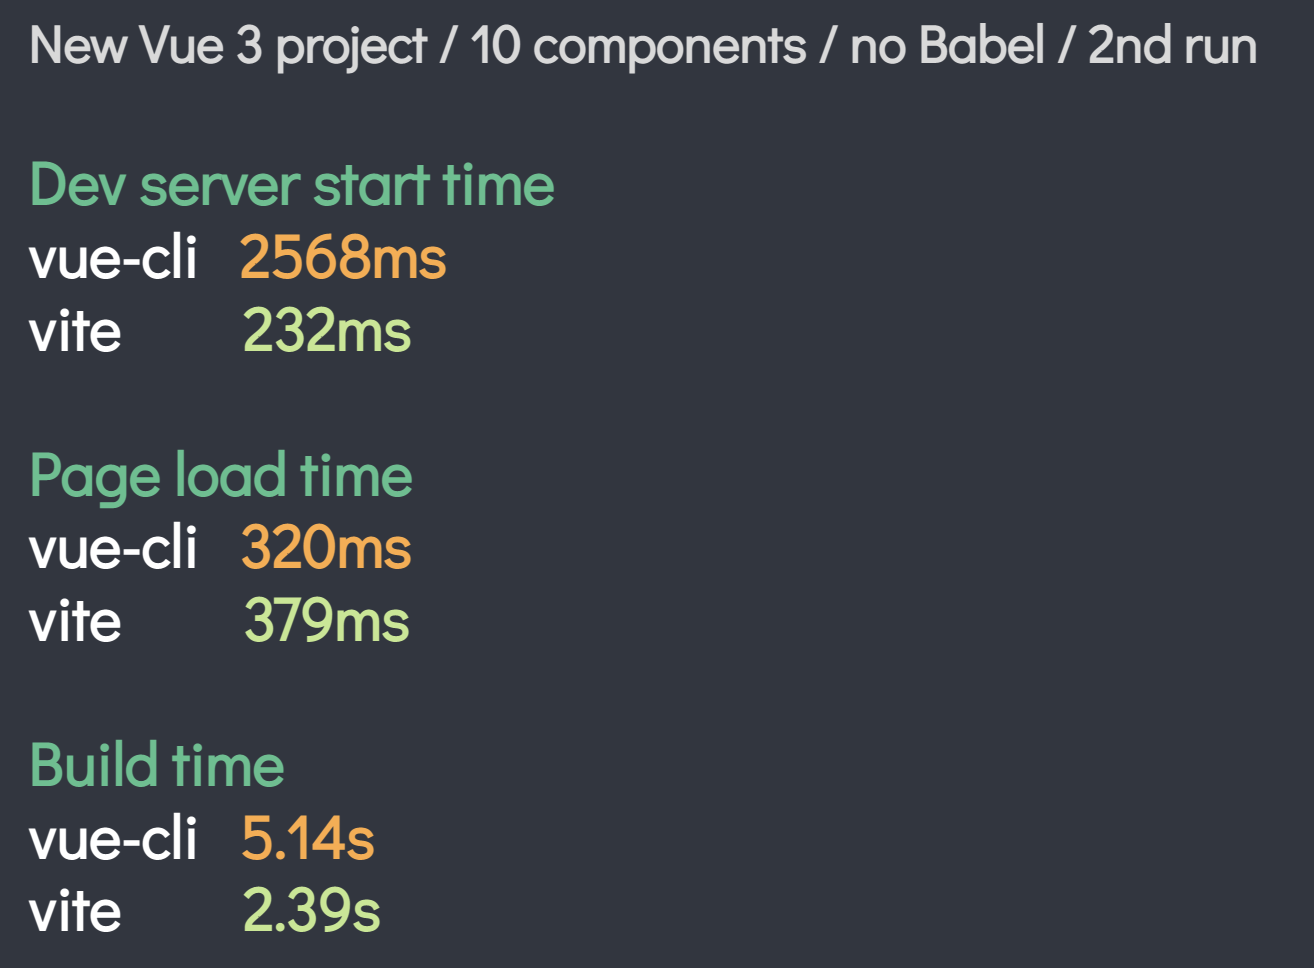 New Vue 3 project / 10 components / no Babel / 2nd run
Dev server start time
vue-cli 2568ms
vite 232ms
Page load time
vue-cli 320ms
vite 379ms
Build time
vue-cli 5.14s
vite 2.39s